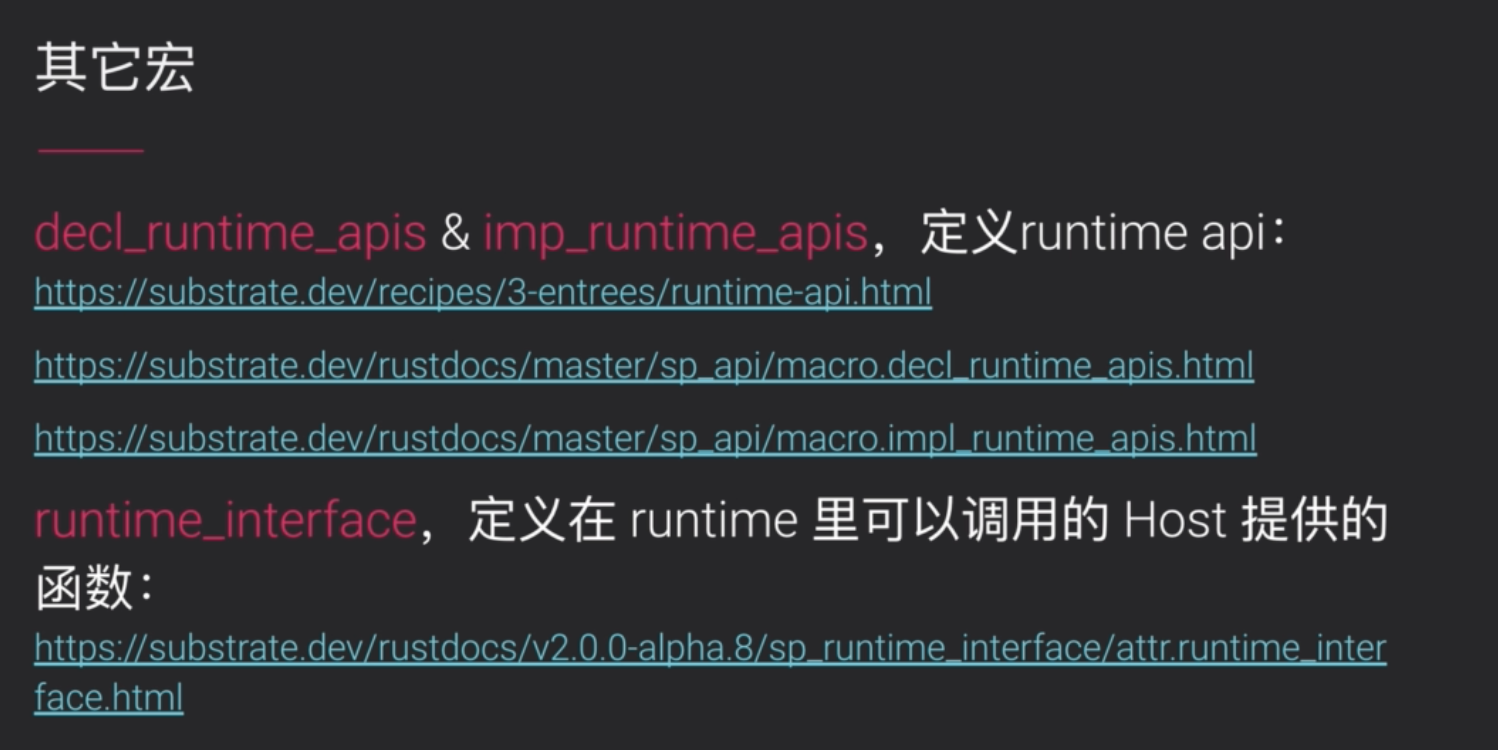 其它宏
decl_runtime_apis & imp_runtime_apis，定义runtime api：
https://substrate.dev/recipes/3-entrees/runtime-api.html
https://substrate.dev/rustdocs/master/sp_api/macro.decl_runtime_apis.html
https://substrate.dev/rustdocs/master/sp_api/macro.impl_runtime_apis.html
runtime_interface，定义在 runtime 里可以调用的 Host 提供的
函数：
https://substrate.dev/rustdocs/v2.0.0-alpha.8/sp_runtime_interface/attr.runtime_inter
face.html